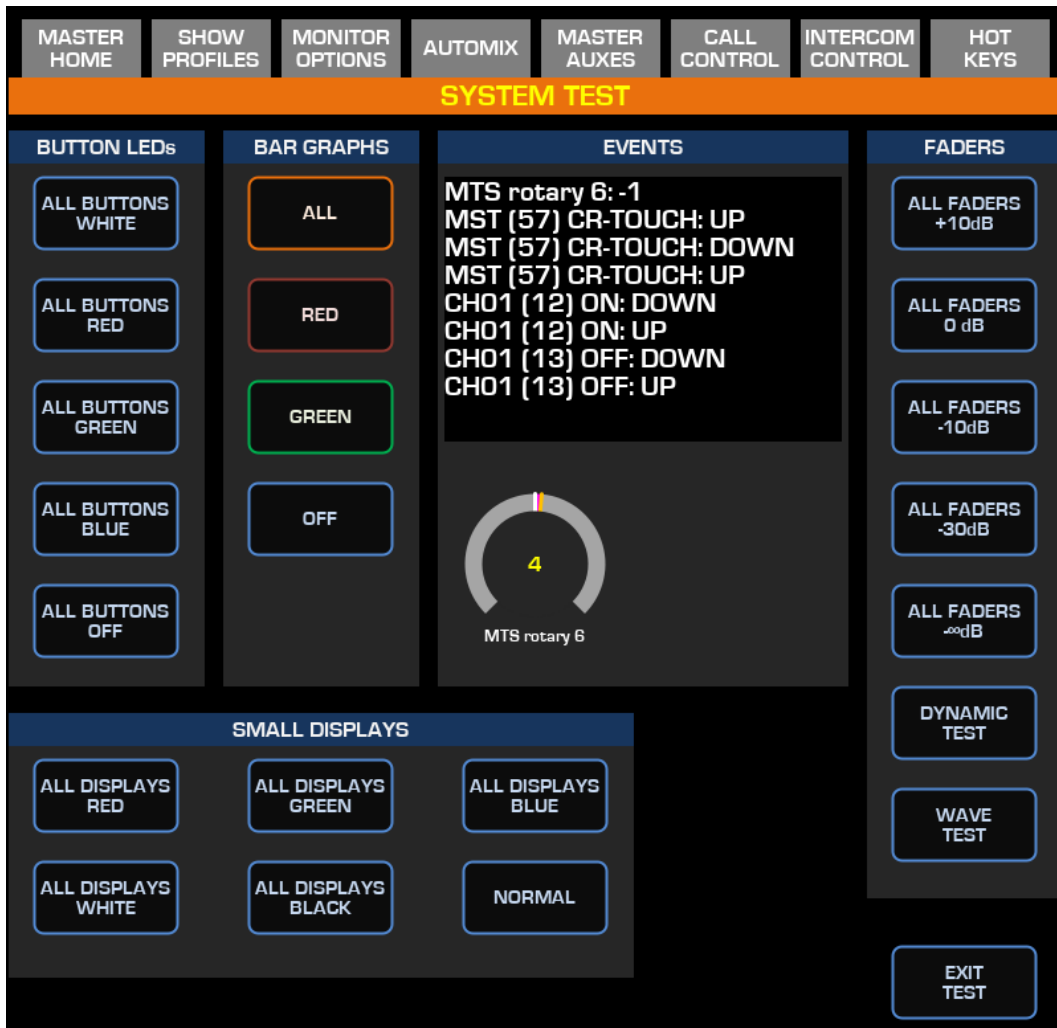 MASTER
HOME
SHOW
PROFILES
MONITOR
OPTIONS
AUTOMIX
MASTER
AUXES
CALL
CONTROL
INTERCOM
CONTROL
HOT
KEYS
SYSTEM TEST
BUTTON LEDs
ALL BUTTONS
WHITE
ALL BUTTONS
RED
ALL BUTTONS
GREEN
ALL BUTTONS
BLUE
ALL BUTTONS
OFF
BAR GRAPHS
ALL
RED
GREEN
OFF
EVENTS
MTS rotary 6: -1
MST (57) CR-TOUCH: UP
MST (57) CR-TOUCH: DOWN
MST (57) CR-TOUCH: UP
CH01 (12) ON: DOWN
CH01 (12) ON: UP
CH01 (13) OFF: DOWN
CH01 (13) OFF: UP
4
MTS rotary 6
FADERS
ALL FADERS
+10dB
ALL FADERS
0 dB
ALL FADERS
-10dB
ALL FADERS
-30dB
ALL FADERS
-∞dB
DYNAMIC
TEST
WAVE
TEST
SMALL DISPLAYS
ALL DISPLAYS
RED
ALL DISPLAYS
GREEN
ALL DISPLAYS
BLUE
ALL DISPLAYS
WHITE
ALL DISPLAYS
BLACK
NORMAL
EXIT
TEST